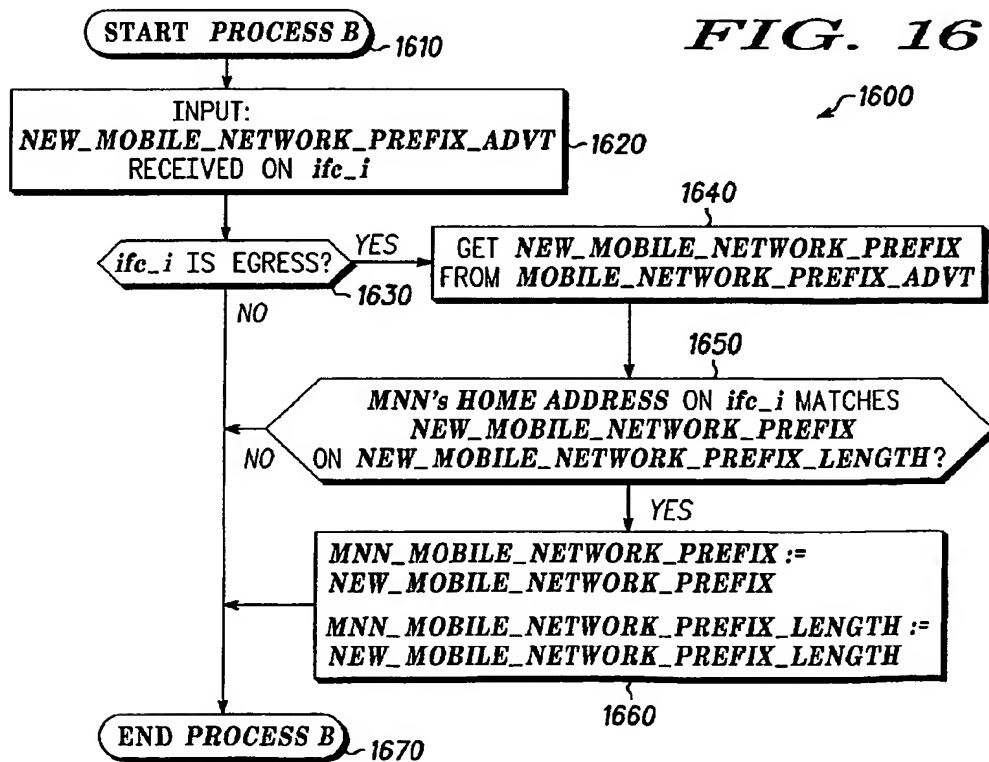 START PROCESS B
1610
FIG. 16
1600
INPUT:
NEW_MOBILE_NETWORK_PREFIX_ADVT
RECEIVED ON ifc_i
1620
ifc_i IS EGRESS?
1630
YES
NO
1640
GET NEW_MOBILE_NETWORK_PREFIX
FROM MOBILE_NETWORK_PREFIX_ADVT
1650
MNN's HOME ADDRESS ON ifc_i MATCHES
NEW_MOBILE_NETWORK_PREFIX
ON NEW_MOBILE_NETWORK_PREFIX_LENGTH?
NO
YES
MNN_MOBILE_NETWORK_PREFIX :=
NEW_MOBILE_NETWORK_PREFIX
MNN_MOBILE_NETWORK_PREFIX_LENGTH :=
NEW_MOBILE_NETWORK_PREFIX_LENGTH
1660
END PROCESS B
1670